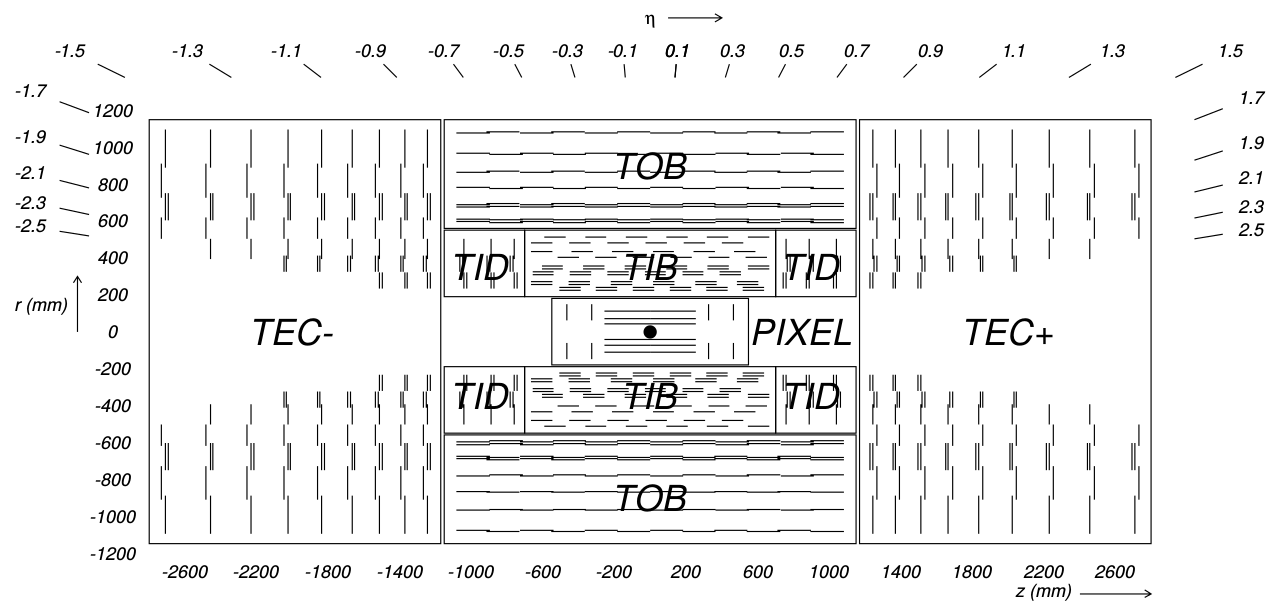 η
-1.5 -1.3 -1.1 -0.9 -0.7 -0.5 -0.3 -0.1 0.1 0.3 0.5 0.7 0.9 1.1 1.3 1.5
-1.7 1.7
1200
-1.9 1000 1.9
-2.1 800 2.1
-2.3 600 2.3
-2.5 2.5
TOB
400
TID TIB TID
200
r (mm)
0
TEC- PIXEL TEC+
-200
-400
TID TIB TID
-600
-800
TOB
-1000
-1200
-2600 -2200 -1800 -1400 -1000 -600 -200 200 600 1000 1400 1800 2200 2600
z (mm)